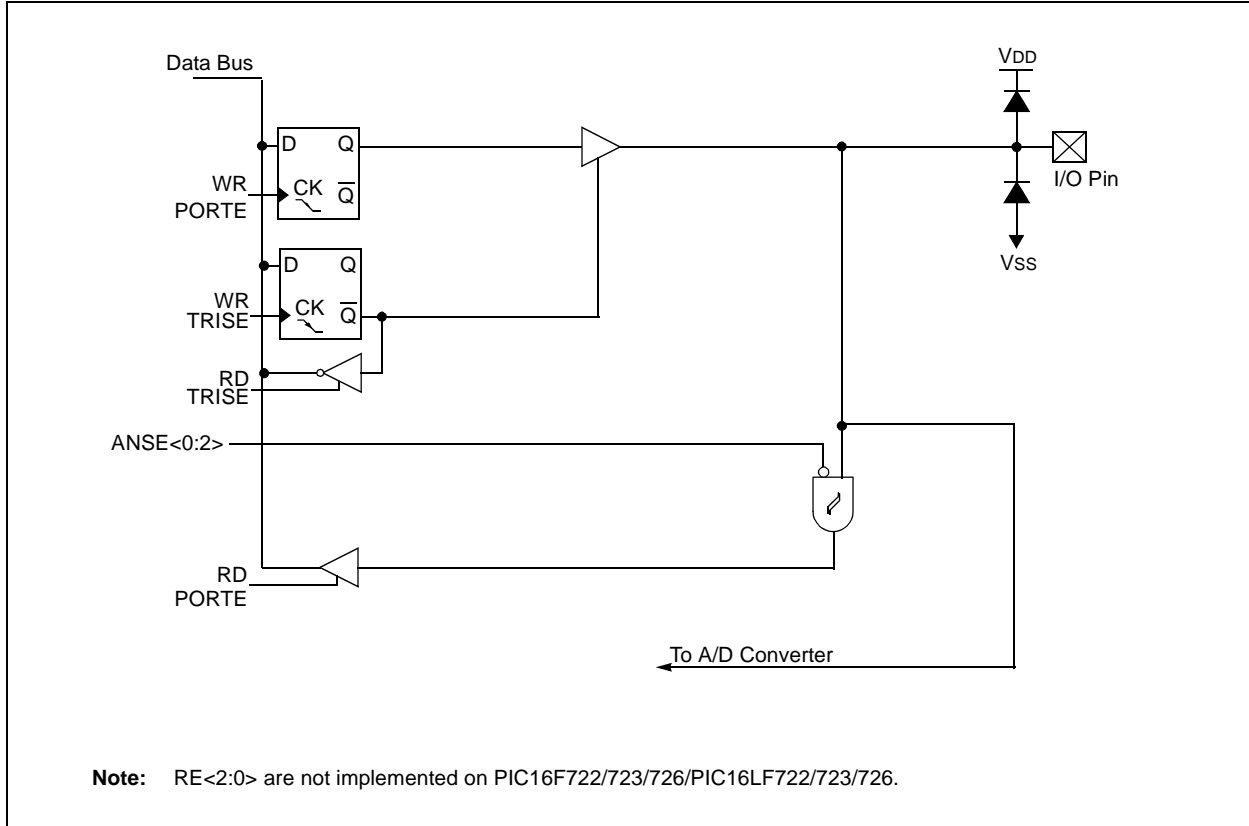 Data Bus
VDD
D Q
WR
PORTE
CK Q
I/O Pin
D Q
VSS
WR
TRISE
CK Q
RD
TRISE
ANSE<0:2>
RD
PORTE
To A/D Converter
Note: RE<2:0> are not implemented on PIC16F722/723/726/PIC16LF722/723/726.